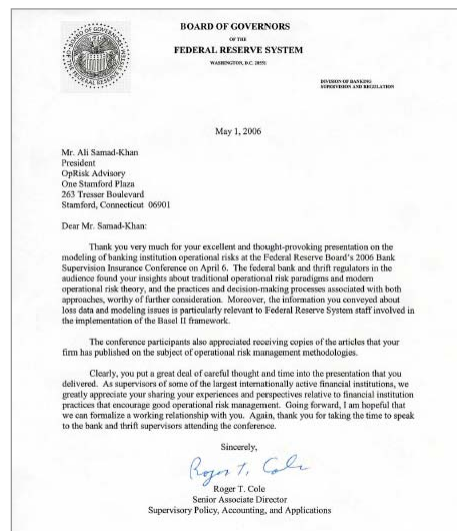 BOARD OF GOVERNORS
OF THE
FEDERAL RESERVE SYSTEM
WASHINGTON, D.C. 20551
DIVISION OF BANKING
SUPERVISION AND REGULATION
May 1, 2006
Mr. Ali Samad-Khan
President
OpRisk Advisory
One Stamford Plaza
263 Tresser Boulevard
Stamford, Connecticut 06901
Dear Mr. Samad-Khan:
Thank you very much for your excellent and thought-provoking presentation on the
modeling of banking institution operational risks at the Federal Reserve Board's 2006 Bank
Supervision Insurance Conference on April 6. The federal bank and thrift regulators in the
audience found your insights about traditional operational risk paradigms and modern
operational risk theory, and the practices and decision-making processes associated with both
approaches, worthy of further consideration. Moreover, the information you conveyed about
loss data and modeling issues is particularly relevant to Federal Reserve System staff involved in
the implementation of the Basel II framework.
The conference participants also appreciated receiving copies of the articles that your
firm has published on the subject of operational risk management methodologies.
Clearly, you put a great deal of careful thought and time into the presentation that you
delivered. As supervisors of some of the largest internationally active financial institutions, we
greatly appreciate your sharing your experiences and perspectives relative to financial institution
practices that encourage good operational risk management. Going forward, I am hopeful that
we can formalize a working relationship with you. Again, thank you for taking the time to speak
to the bank and thrift supervisors attending the conference.
Sincerely,
Roger T. Cole
Roger T. Cole
Senior Associate Director
Supervisory Policy, Accounting, and Applications